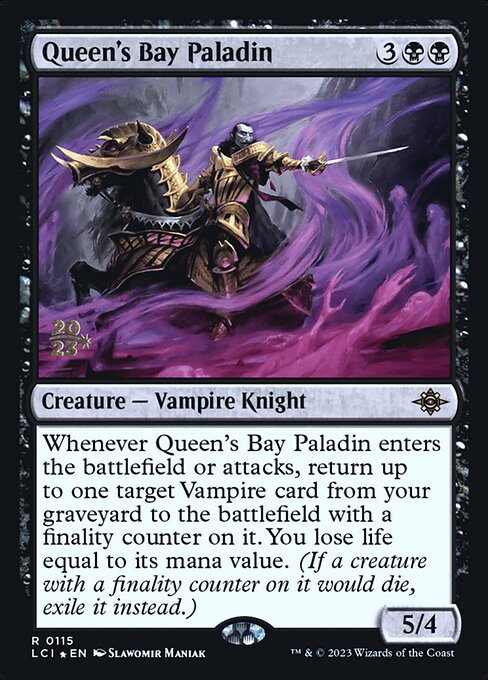 Queen's Bay Paladin 3
20
23
Creature — Vampire Knight
Whenever Queen's Bay Paladin enters
the battlefield or attacks, return up
to one target Vampire card from your
graveyard to the battlefield with a
finality counter on it. You lose life
equal to its mana value. (If a creature
with a finality counter on it would die,
exile it instead.)
5/4
R 0115
LCI ★ EN Slawomir Maniak
™ & © 2023 Wizards of the Coast